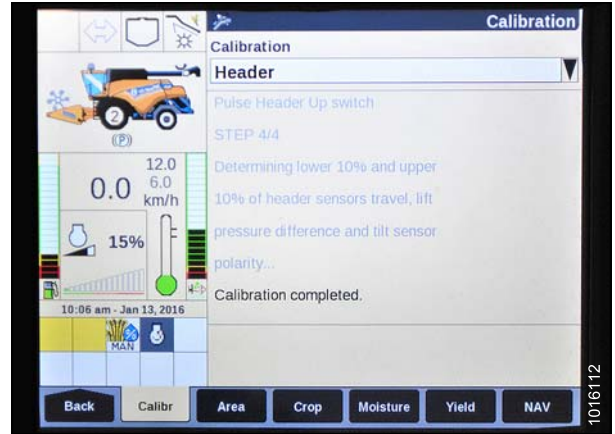 Calibration
Calibration
Header
Pulse Header Up switch
STEP 4/4
Determining lower 10% and upper
10% of header sensors travel, lift
pressure difference and tilt sensor
polarity...
Calibration completed.
2
(P)
12.0
0.0 6.0
km/h
15%
10:06 am - Jan 13, 2016
MAN
Back Calibr Area Crop Moisture Yield NAV
1016112